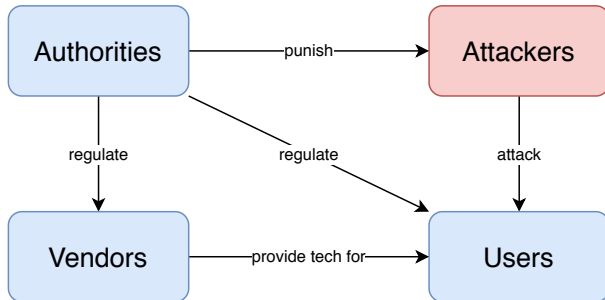 Authorities
punish
Attackers
regulate
regulate
attack
Vendors
provide tech for
Users